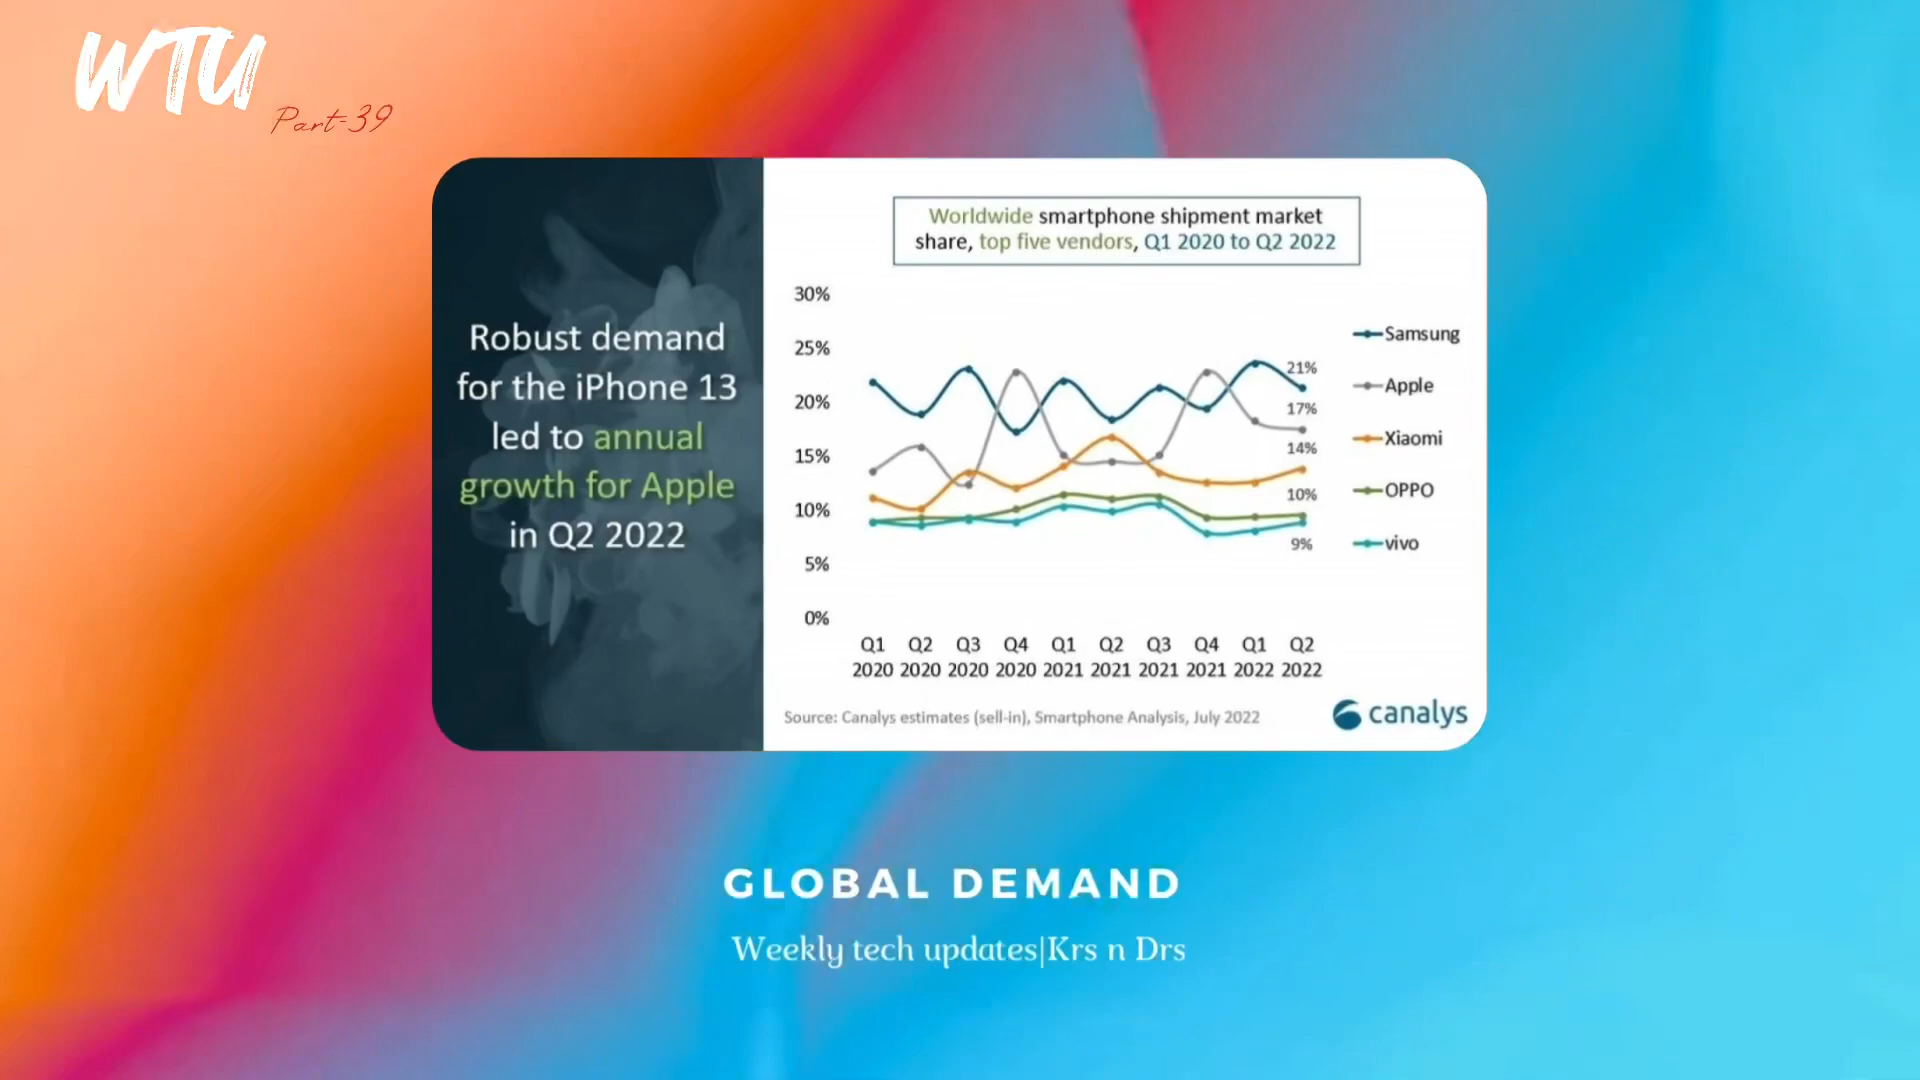 WTU
Part-39
Robust demand
for the iPhone 13
led to annual
growth for Apple
in Q2 2022
Worldwide smartphone shipment market
share, top five vendors, Q1 2020 to Q2 2022
30%
25%
20%
15%
10%
5%
0%
21%
17%
14%
10%
9%
Samsung
Apple
Xiaomi
OPPO
vivo
Q1 Q2 Q3 Q4 Q1 Q2 Q3 Q4 Q1 Q2
2020 2020 2020 2020 2021 2021 2021 2021 2022 2022
Source: Canalys estimates (sell-in), Smartphone Analysis, July 2022
canalys
GLOBAL DEMAND
Weekly tech updates|Krs n Drs